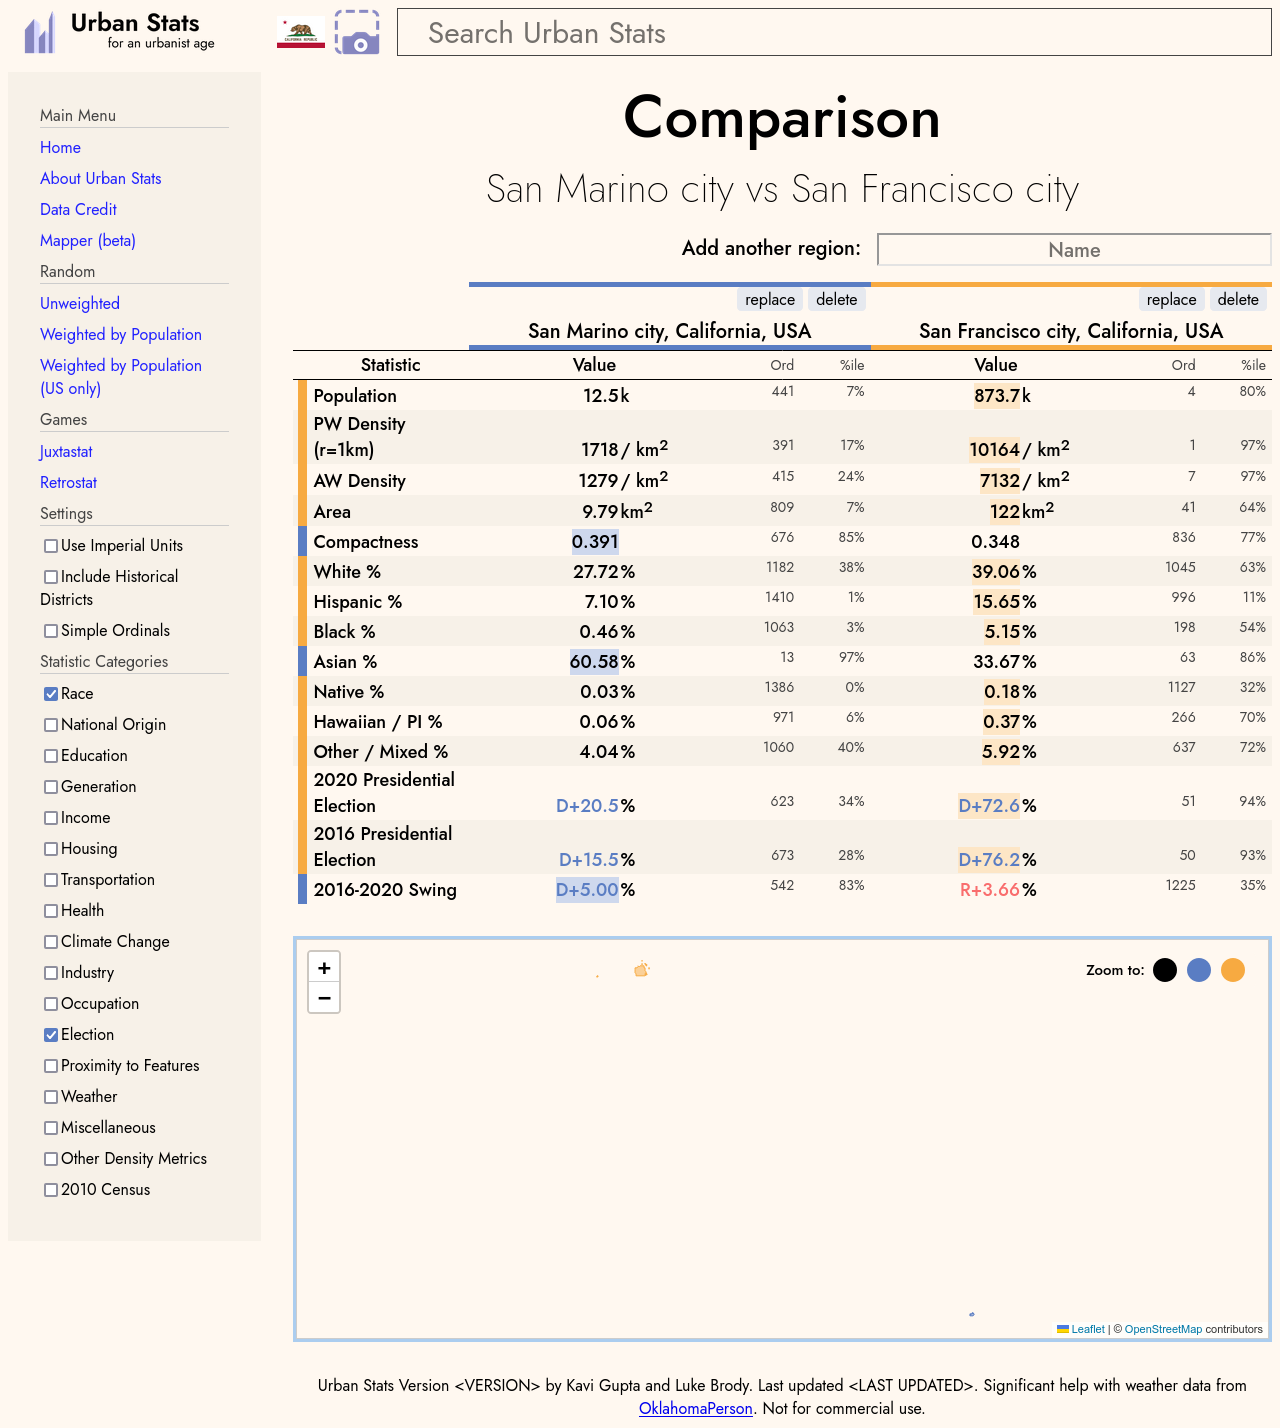 Urban Stats
for an urbanist age
CALIFORNIA REPUBLIC
Search Urban Stats
Main Menu
Home
About Urban Stats
Data Credit
Mapper (beta)
Random
Unweighted
Weighted by Population
Weighted by Population
(US only)
Games
Juxtastat
Retrostat
Settings
Use Imperial Units
Include Historical
Districts
Simple Ordinals
Statistic Categories
Race
National Origin
Education
Generation
Income
Housing
Transportation
Health
Climate Change
Industry
Occupation
Election
Proximity to Features
Weather
Miscellaneous
Other Density Metrics
2010 Census
Comparison
San Marino city vs San Francisco city
Add another region: Name
replace delete replace delete
San Marino city, California, USA San Francisco city, California, USA
Statistic Value Ord %ile Value Ord %ile
Population 12.5k 441 7% 873.7k 4 80%
PW Density
(r=1km) 1718/ km² 391 17% 10164/ km² 1 97%
AW Density 1279/ km² 415 24% 7132/ km² 7 97%
Area 9.79km² 809 7% 122km² 41 64%
Compactness 0.391 676 85% 0.348 836 77%
White % 27.72% 1182 38% 39.06% 1045 63%
Hispanic % 7.10% 1410 1% 15.65% 996 11%
Black % 0.46% 1063 3% 5.15% 198 54%
Asian % 60.58% 13 97% 33.67% 63 86%
Native % 0.03% 1386 0% 0.18% 1127 32%
Hawaiian / PI % 0.06% 971 6% 0.37% 266 70%
Other / Mixed % 4.04% 1060 40% 5.92% 637 72%
2020 Presidential
Election D+20.5% 623 34% D+72.6% 51 94%
2016 Presidential
Election D+15.5% 673 28% D+76.2% 50 93%
2016-2020 Swing D+5.00% 542 83% R+3.66% 1225 35%
+
−
Zoom to:
Leaflet | © OpenStreetMap contributors
Urban Stats Version <VERSION> by Kavi Gupta and Luke Brody. Last updated <LAST UPDATED>. Significant help with weather data from
OklahomaPerson. Not for commercial use.